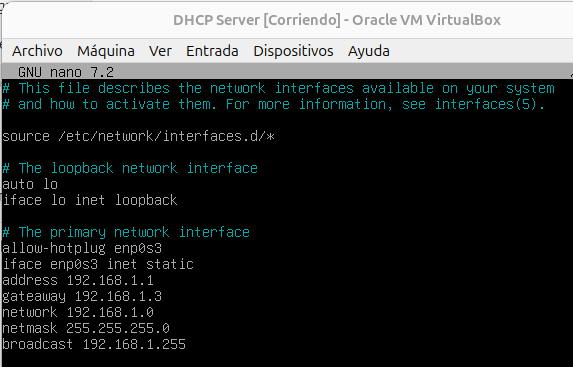 DHCP Server [Corriendo] - Oracle VM VirtualBox
Archivo Máquina Ver Entrada Dispositivos Ayuda
GNU nano 7.2
# This file describes the network interfaces available on your system
# and how to activate them. For more information, see interfaces(5).
source /etc/network/interfaces.d/*
# The loopback network interface
auto lo
iface lo inet loopback
# The primary network interface
allow-hotplug enp0s3
iface enp0s3 inet static
address 192.168.1.1
gateaway 192.168.1.3
network 192.168.1.0
netmask 255.255.255.0
broadcast 192.168.1.255